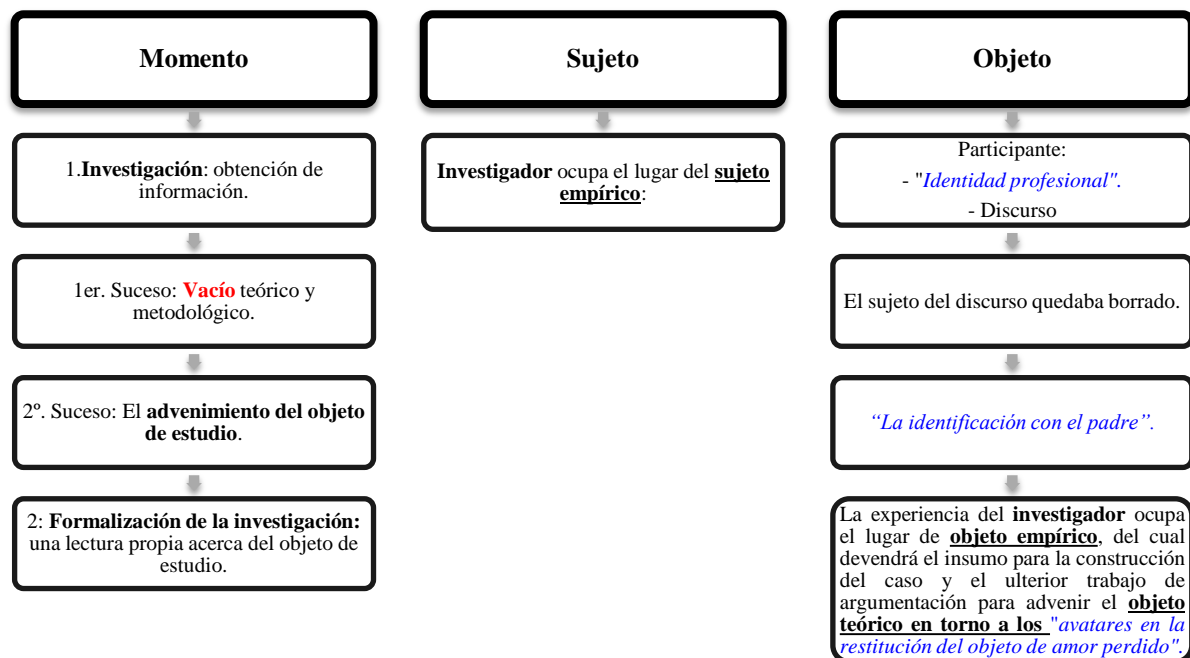 Momento
1.Investigación: obtención de
información.
1er. Suceso: Vacío teórico y
metodológico.
2º. Suceso: El advenimiento del objeto
de estudio.
2: Formalización de la investigación:
una lectura propia acerca del objeto de
estudio.
Sujeto
Investigador ocupa el lugar del sujeto
empírico:
Objeto
Participante:
- "Identidad profesional".
- Discurso
El sujeto del discurso quedaba borrado.
“La identificación con el padre”.
La experiencia del investigador ocupa
el lugar de objeto empírico, del cual
devendrá el insumo para la construcción
del caso y el ulterior trabajo de
argumentación para advenir el objeto
teórico en torno a los "avatares en la
restitución del objeto de amor perdido".